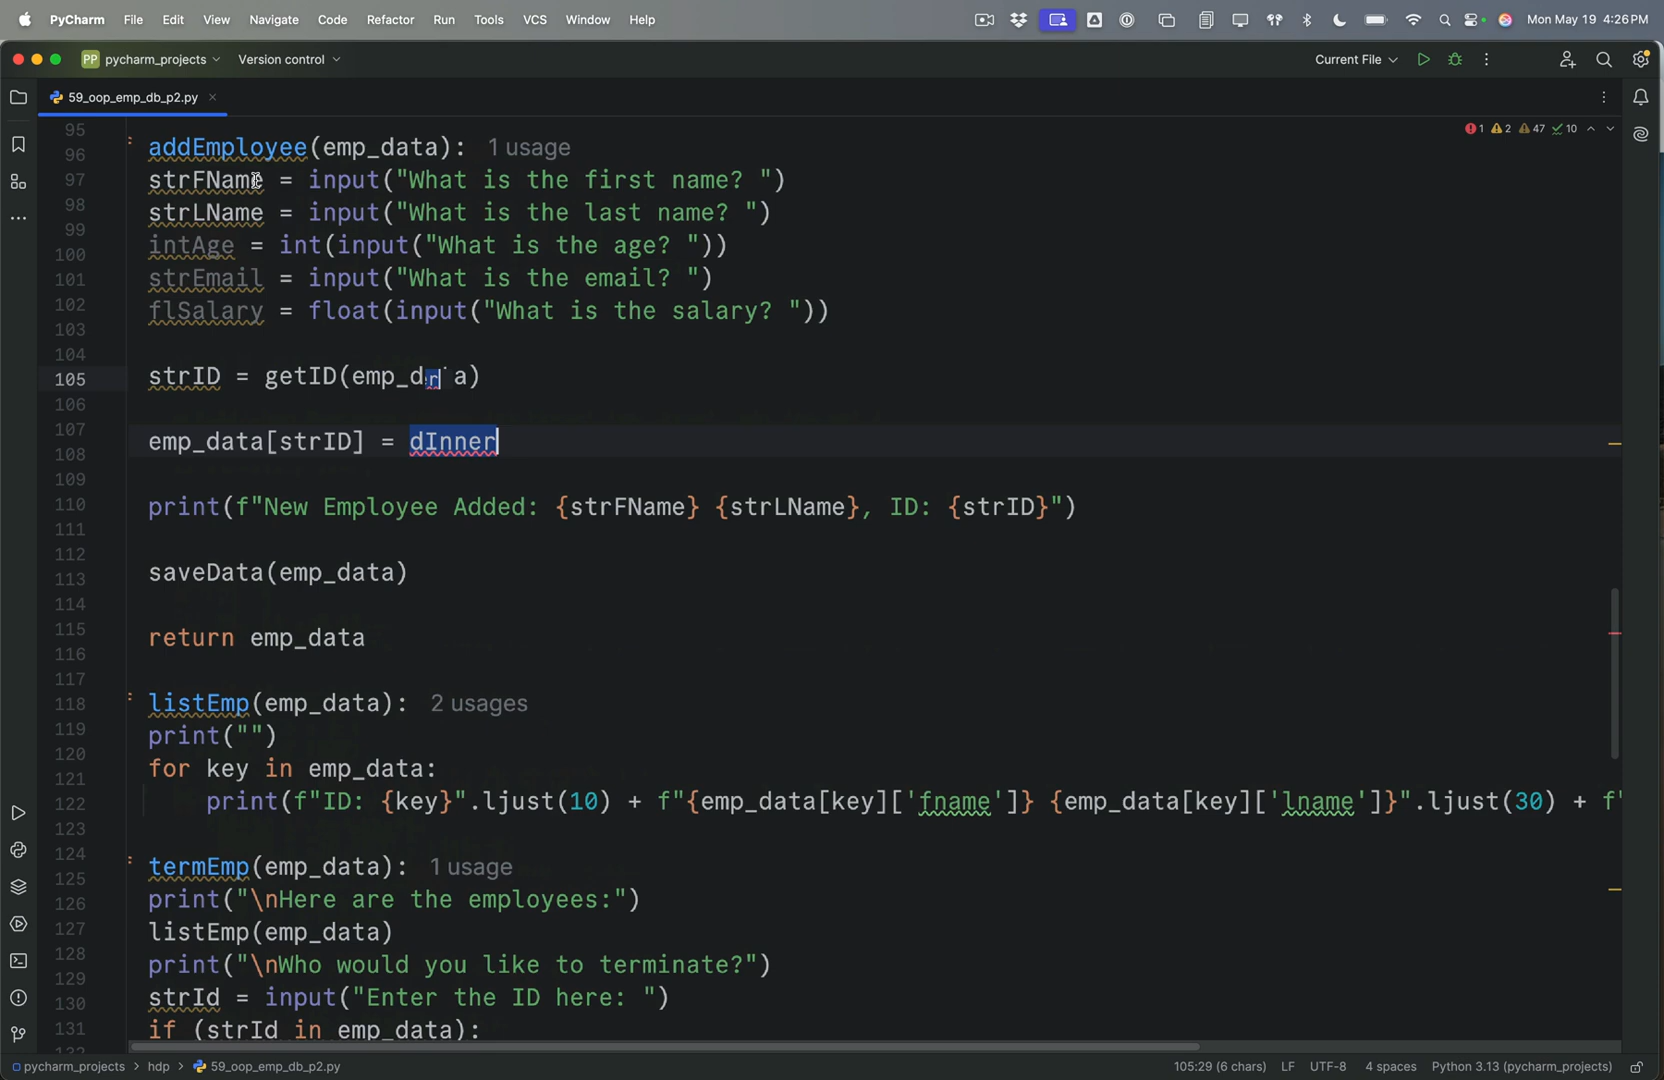 PyCharm File Edit View Navigate Code Refactor Run Tools VCS Window Help Mon May 19 4:26 PM
PP pycharm_projects Version control Current File
59_oop_emp_db_p2.py
1 2 47 10
95
96 addEmployee(emp_data): 1 usage
97 strFName = input("What is the first name? ")
98 strLName = input("What is the last name? ")
99
100 intAge = int(input("What is the age? "))
101 strEmail = input("What is the email? ")
102 flSalary = float(input("What is the salary? "))
103
104
105 strID = getID(emp_d a)
106
107
108 emp_data[strID] = dInner
109
110 print(f"New Employee Added: {strFName} {strLName}, ID: {strID}")
111
112
113 saveData(emp_data)
114
115 return emp_data
116
117
118 listEmp(emp_data): 2 usages
119 print("")
120
121 for key in emp_data:
122 print(f"ID: {key}".ljust(10) + f"{emp_data[key]['fname']} {emp_data[key]['lname']}".ljust(30) + f"
123
124
125 termEmp(emp_data): 1 usage
126 print("\nHere are the employees:")
127 listEmp(emp_data)
128
129 print("\nWho would you like to terminate?")
130 strId = input("Enter the ID here: ")
131 if (strId in emp_data):
132
pycharm_projects > hdp > 59_oop_emp_db_p2.py 105:29 (6 chars) LF UTF-8 4 spaces Python 3.13 (pycharm_projects)